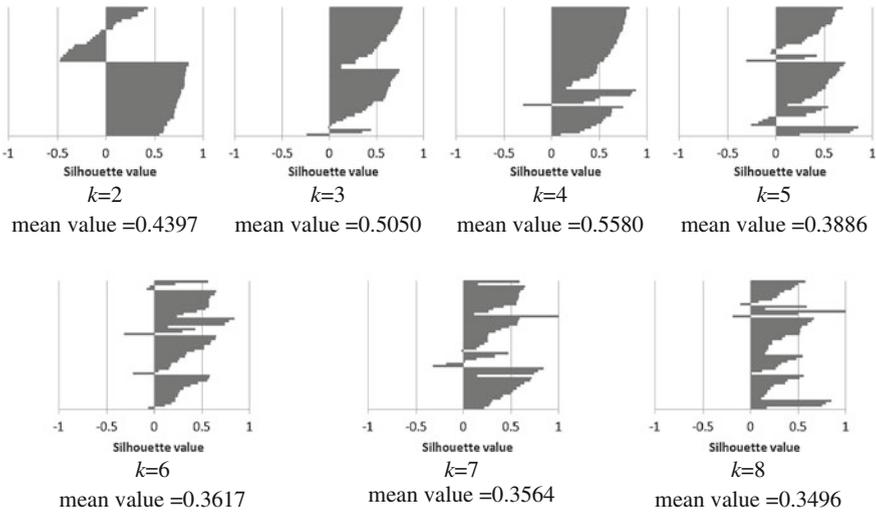 -1 -0.5 0 0.5 1 -1 -0.5 0 0.5 1 -1 -0.5 0 0.5 1 -1 -0.5 0 0.5 1
Silhouette value Silhouette value Silhouette value Silhouette value
k=2 k=3 k=4 k=5
mean value =0.4397 mean value =0.5050 mean value =0.5580 mean value =0.3886
-1 -0.5 0 0.5 1 -1 -0.5 0 0.5 1 -1 -0.5 0 0.5 1
Silhouette value Silhouette value Silhouette value
k=6 k=7 k=8
mean value =0.3617 mean value =0.3564 mean value =0.3496